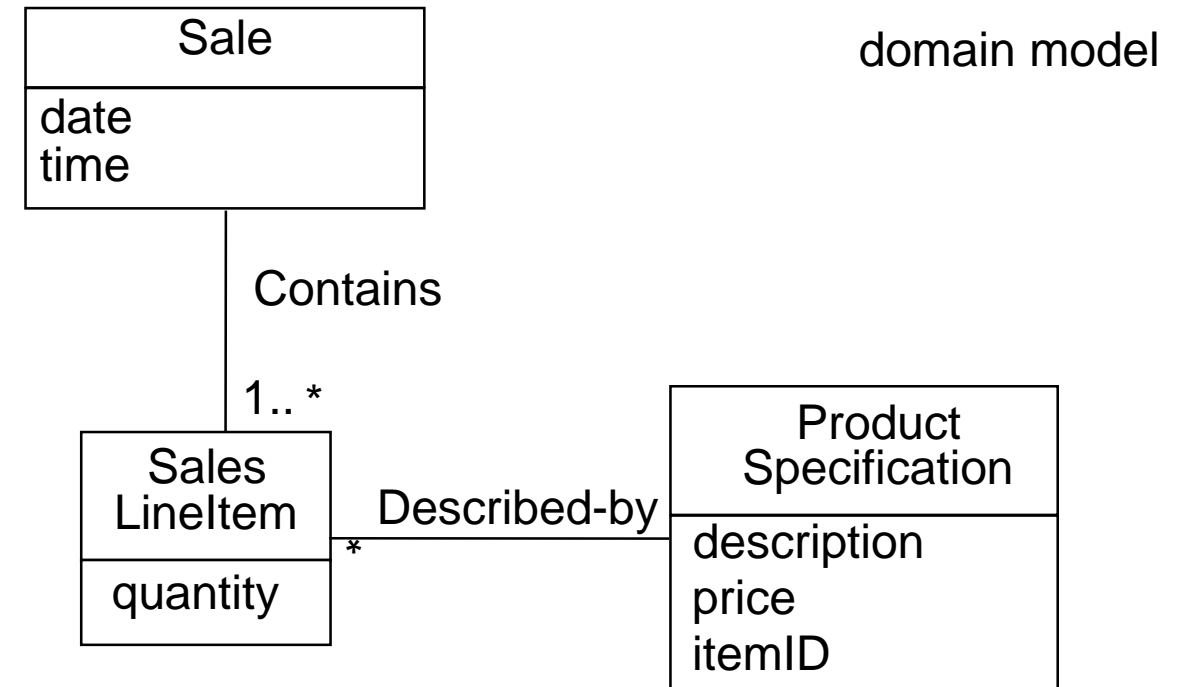 Sale
domain model
date
time
Contains
1.. *
Sales
LineItem
quantity
Described-by
*
Product
Specification
description
price
itemID